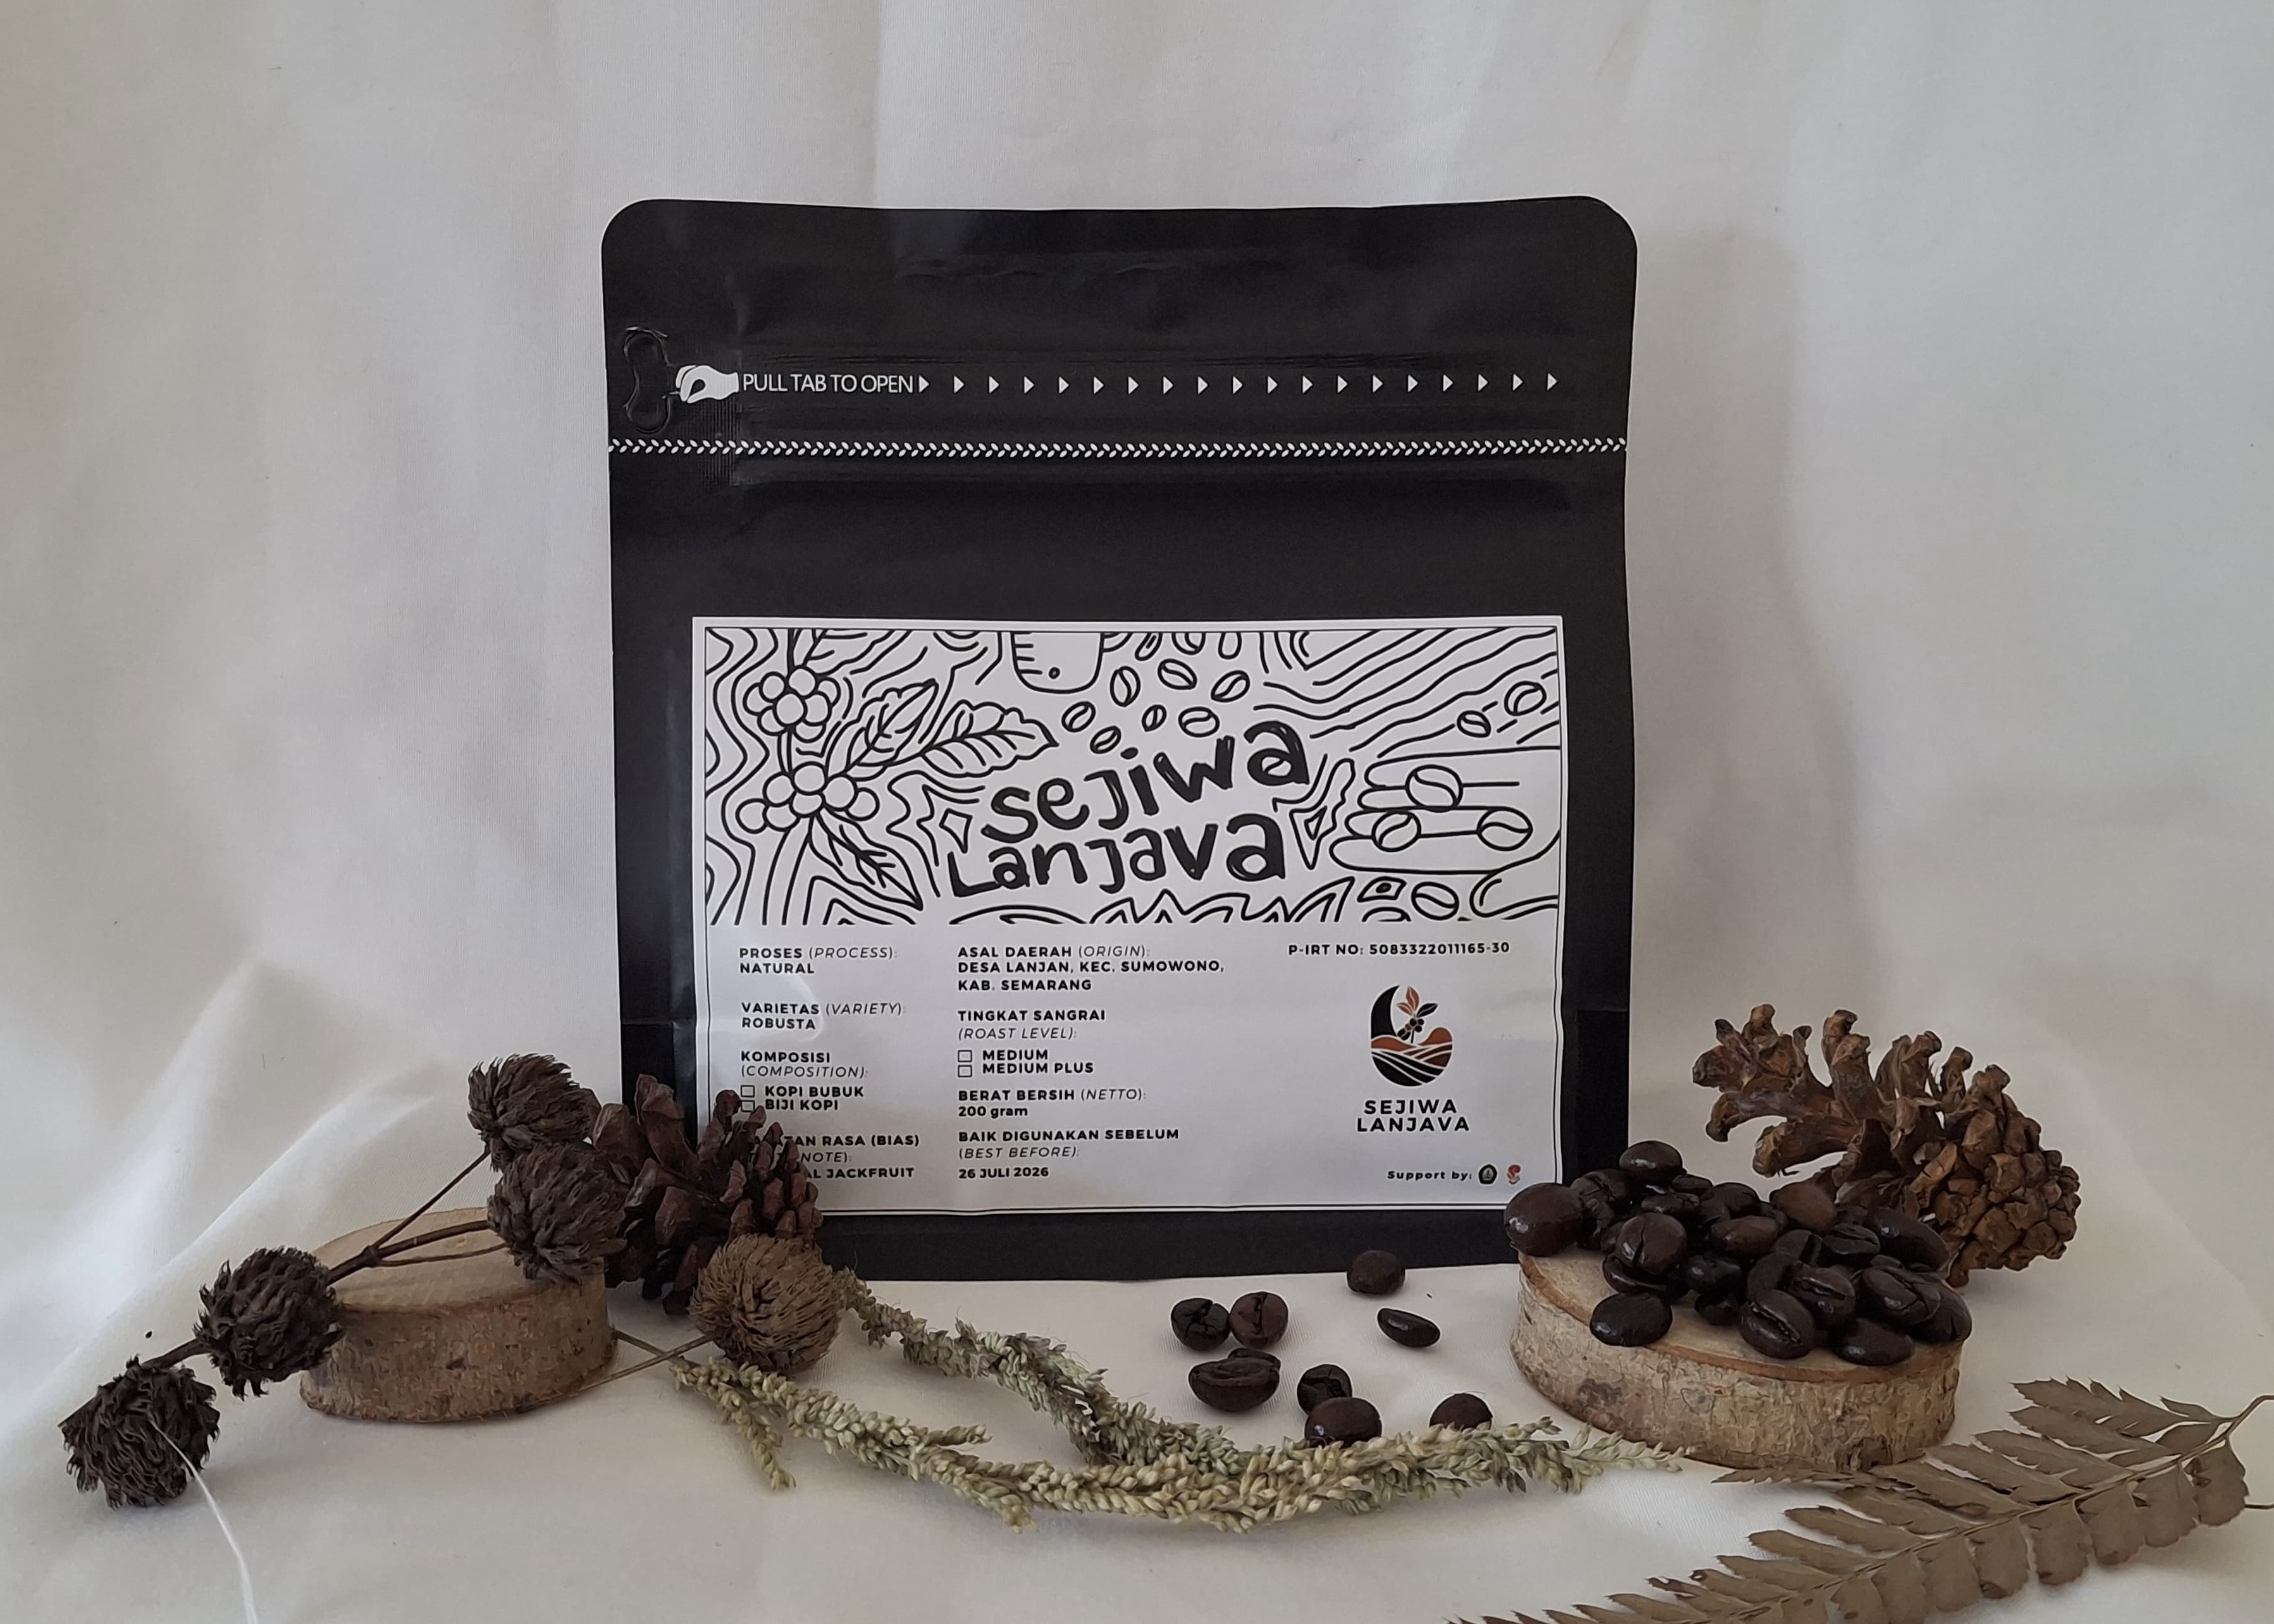 PULL TAB TO OPEN
sejiwa
Lanjava
PROSES (PROCESS):
NATURAL
VARIETAS (VARIETY):
ROBUSTA
KOMPOSISI
(COMPOSITION):
KOPI BUBUK
BIJI KOPI
RASA (BIAS)
NOTE):
JACKFRUIT
ASAL DAERAH (ORIGIN):
DESA LANJAN, KEC. SUMOWONO,
KAB. SEMARANG
TINGKAT SANGRAI
(ROAST LEVEL):
MEDIUM
MEDIUM PLUS
BERAT BERSIH (NETTO):
200 gram
BAIK DIGUNAKAN SEBELUM
(BEST BEFORE):
26 JULI 2026
P-IRT NO: 5083322011165-30
SEJIWA
LANJAVA
Support by: